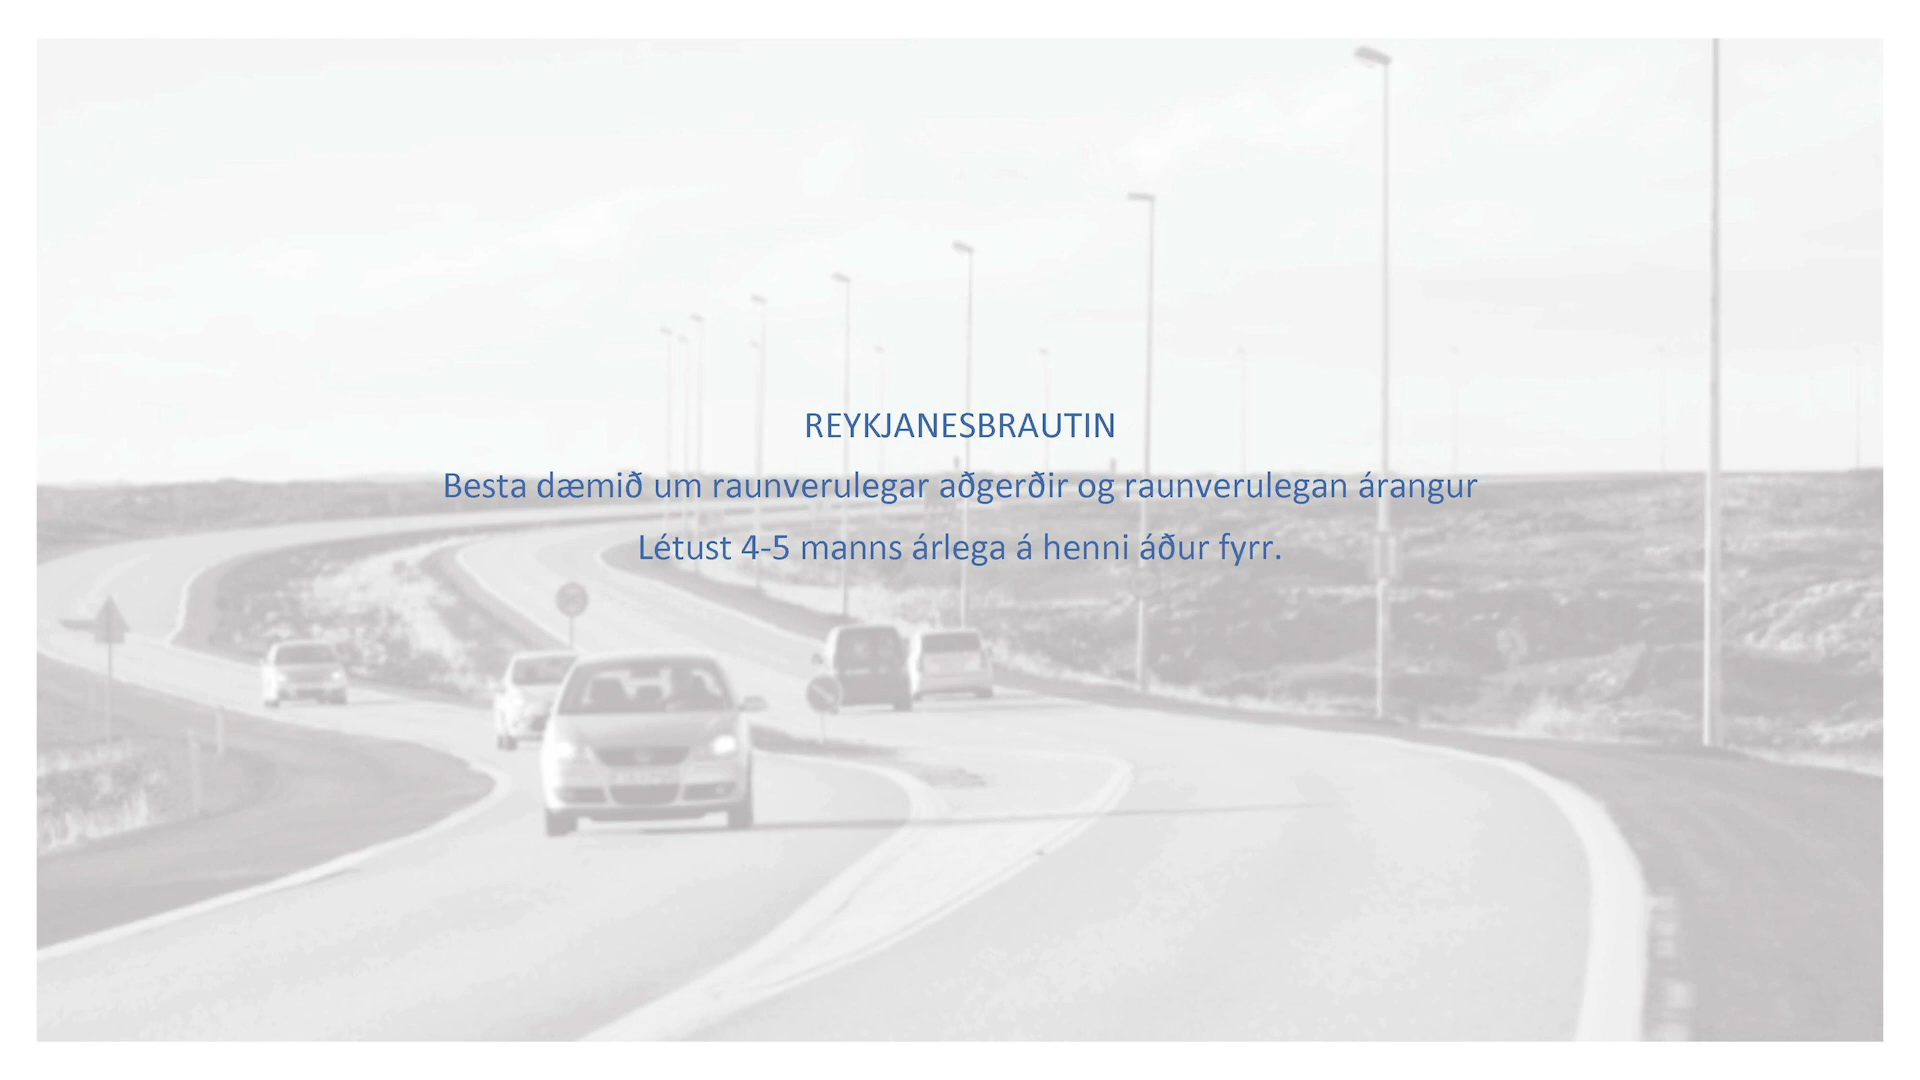 REYKJANESBRAUTIN
Besta dæmið um raunverulegar aðgerðir og raunverulegan árangur
Létust 4-5 manns árlega á henni áður fyrr.